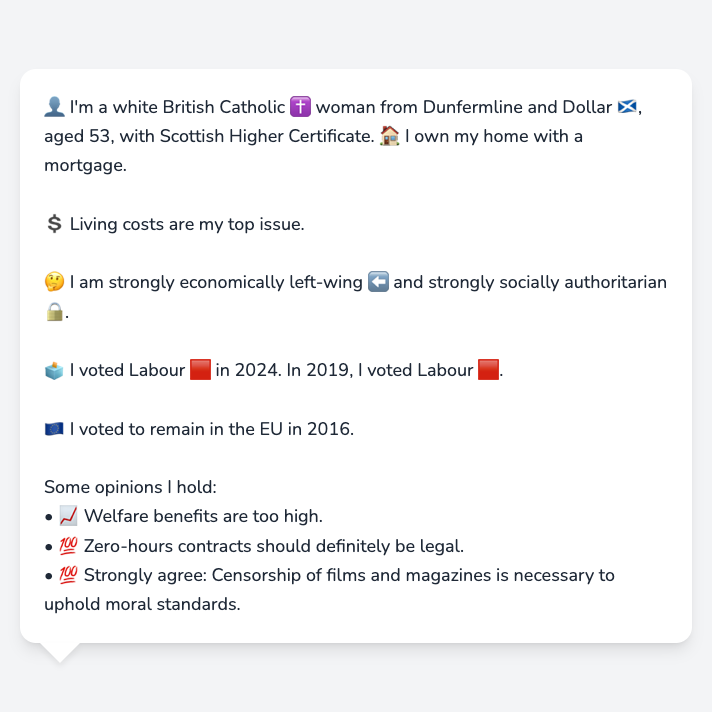 👤 I'm a white British Catholic ✝️ woman from Dunfermline and Dollar 🏴󠁧󠁢󠁳󠁣󠁴󠁿,
aged 53, with Scottish Higher Certificate. 🏠 I own my home with a
mortgage.
💲 Living costs are my top issue.
🤔 I am strongly economically left-wing ⬅️ and strongly socially authoritarian
🔒.
🗳️ I voted Labour 🟥 in 2024. In 2019, I voted Labour 🟥.
🇪🇺 I voted to remain in the EU in 2016.
Some opinions I hold:
• 📈 Welfare benefits are too high.
• 💯 Zero-hours contracts should definitely be legal.
• 💯 Strongly agree: Censorship of films and magazines is necessary to
uphold moral standards.